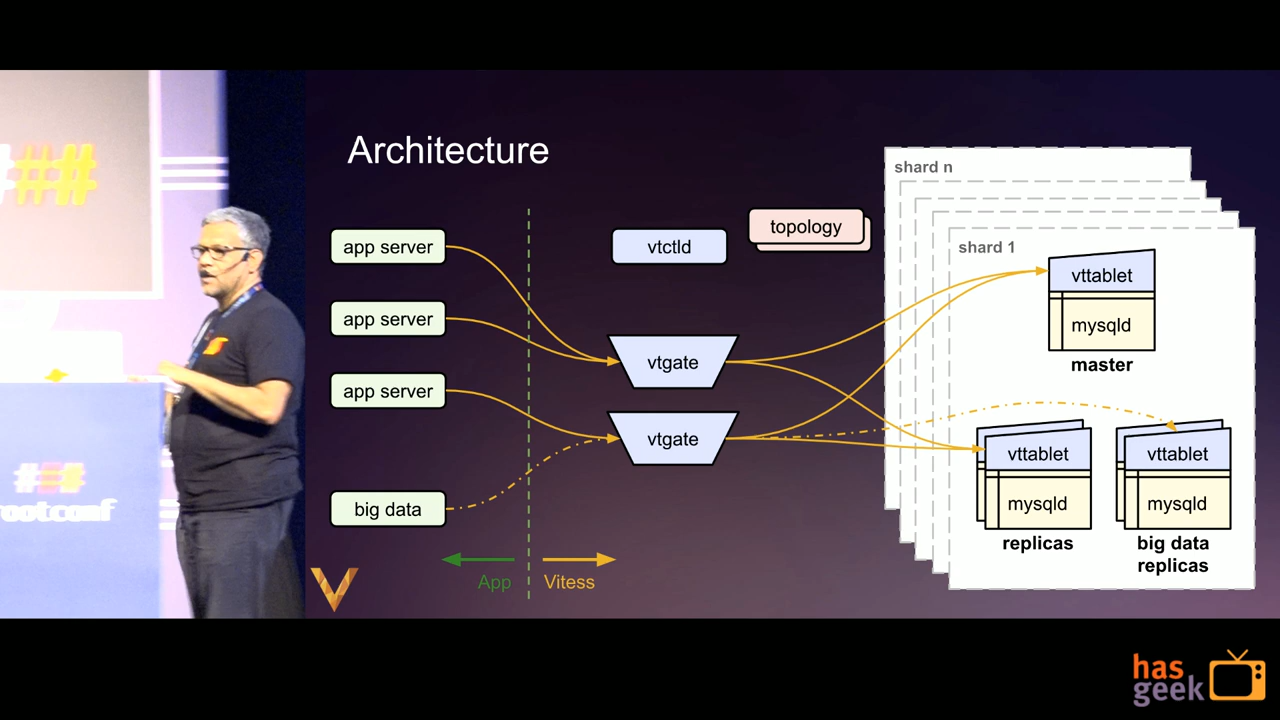 Architecture
app server
app server
app server
big data
App
Vitess
vtctld
topology
vtgate
vtgate
shard n
shard 1
vttablet
mysqld
master
vttablet
mysqld
replicas
vttablet
mysqld
big data
replicas
###
rootconf
has
geek